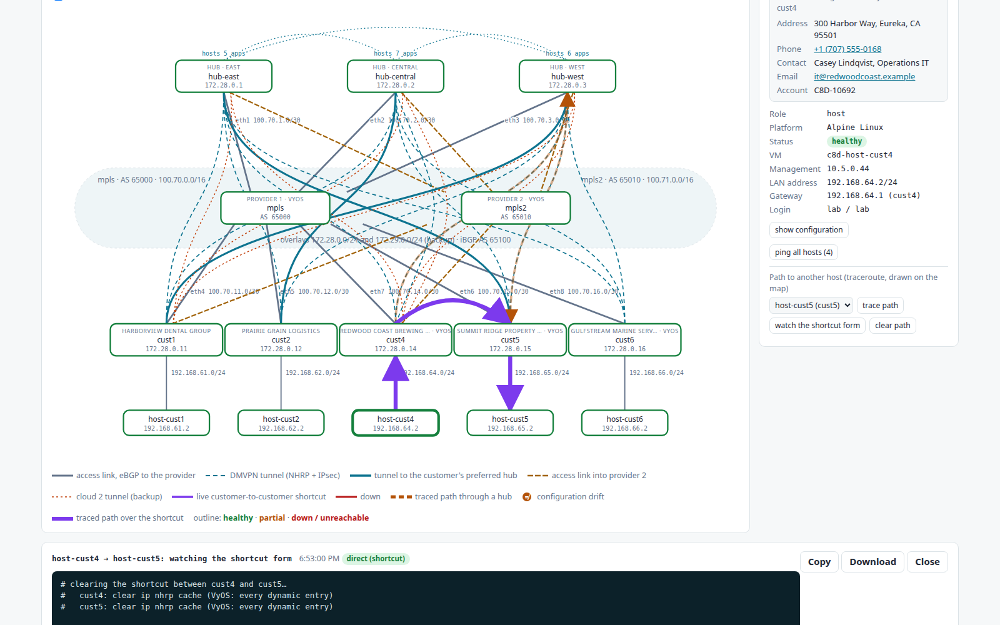 hosts 5 apps
hosts 7 apps
hosts 6 apps
HUB · EAST
hub-east
172.28.0.1
HUB · CENTRAL
hub-central
172.28.0.2
HUB · WEST
hub-west
172.28.0.3
eth1 100.70.1.0/30
eth2 100.70.2.0/30
eth3 100.70.3.0/30
mpls · AS 65000 · 100.70.0.0/16
mpls2 · AS 65010 · 100.71.0.0/16
PROVIDER 1 · VYOS
mpls
AS 65000
PROVIDER 2 · VYOS
mpls2
AS 65010
overlays 172.28.0.0/24 and 172.29.0.0/24 (backup) · iBGP AS 65100
eth4 100.70.11.0/30
eth5 100.70.12.0/30
eth7 100.70.14.0/30
eth6 100.70.15.0/30
eth8 100.70.16.0/30
HARBORVIEW DENTAL GROUP
cust1
172.28.0.11
PRAIRIE GRAIN LOGISTICS
cust2
172.28.0.12
REDWOOD COAST BREWING … · VYOS
cust4
172.28.0.14
SUMMIT RIDGE PROPERTY … · VYOS
cust5
172.28.0.15
GULFSTREAM MARINE SERV… · VYOS
cust6
172.28.0.16
192.168.61.0/24
192.168.62.0/24
192.168.64.0/24
192.168.65.0/24
192.168.66.0/24
host-cust1
192.168.61.2
host-cust2
192.168.62.2
host-cust4
192.168.64.2
host-cust5
192.168.65.2
host-cust6
192.168.66.2
access link, eBGP to the provider
DMVPN tunnel (NHRP + IPsec)
tunnel to the customer's preferred hub
access link into provider 2
cloud 2 tunnel (backup)
live customer-to-customer shortcut
down
traced path through a hub
configuration drift
traced path over the shortcut
outline: healthy · partial · down / unreachable
cust4
Address 300 Harbor Way, Eureka, CA
95501
Phone +1 (707) 555-0168
Contact Casey Lindqvist, Operations IT
Email it@redwoodcoast.example
Account C8D-10692
Role host
Platform Alpine Linux
Status healthy
VM c8d-host-cust4
Management 10.5.0.44
LAN address 192.168.64.2/24
Gateway 192.168.64.1 (cust4)
Login lab / lab
show configuration
ping all hosts (4)
Path to another host (traceroute, drawn on the
map)
host-cust5 (cust5) trace path
watch the shortcut form clear path
host-cust4 → host-cust5: watching the shortcut form 6:53:00 PM direct (shortcut)
Copy Download Close
# clearing the shortcut between cust4 and cust5…
#   cust4: clear ip nhrp cache (VyOS: every dynamic entry)
#   cust5: clear ip nhrp cache (VyOS: every dynamic entry)